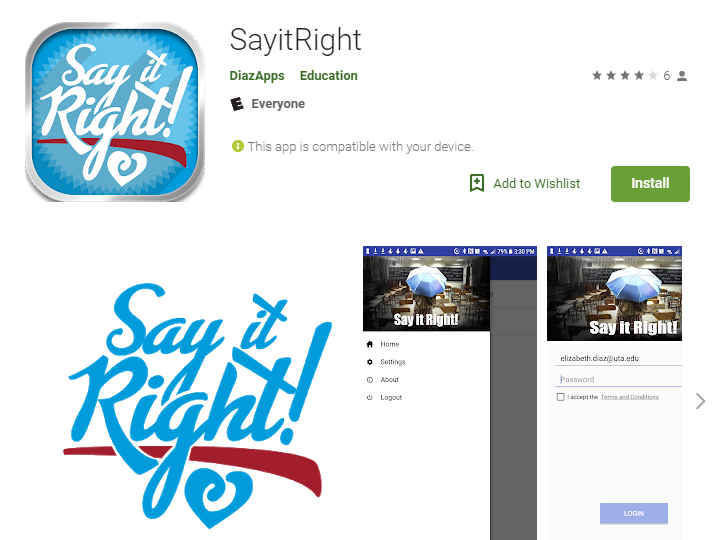 Say it
Right!
SayitRight
DiazApps Education
6
E Everyone
This app is compatible with your device.
Add to Wishlist
Install
Say it
Right!
79% 3:30 PM
Say it Right!
Home
Settings
About
Logout
Say it Right!
elizabeth.diaz@uta.edu
Password
I accept the Terms and Conditions
LOGIN